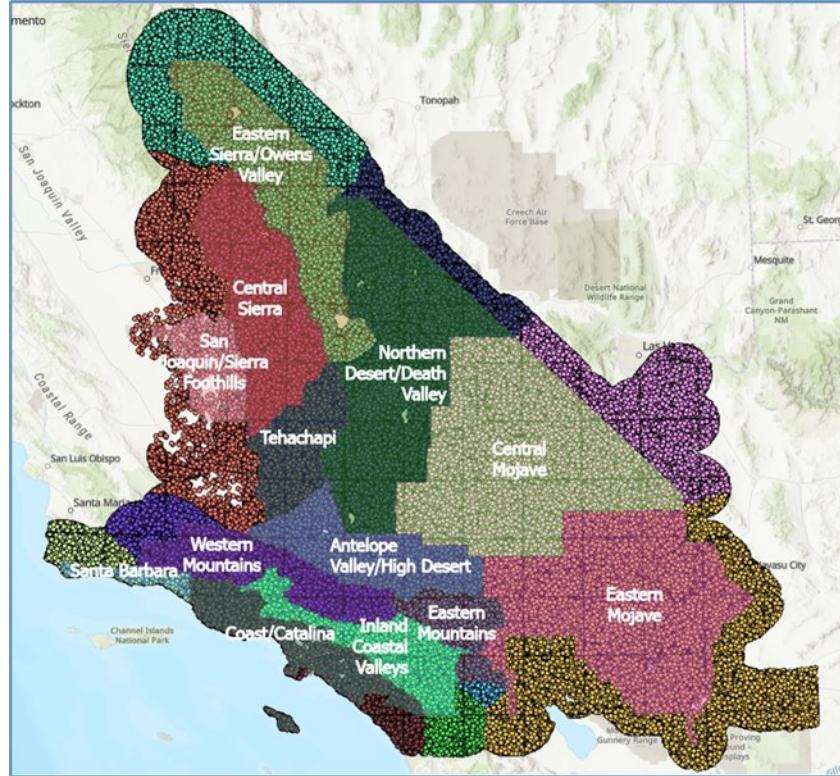 mento
ockton
Tonopah
Eastern
Sierra/Owens
Valley
San Joaquin Valley
Creech Air
Force Base
St. Georg
Mesquite
Desert National
Wildlife Range
Grand
Canyon-Parashant
NM
Central
Sierra
San
Joaquin/Sierra
Foothills
Northern
Desert/Death
Valley
Coastal Range
Tehachapi
Central
Mojave
San Luis Obispo
Santa Maria
Western
Mountains
Antelope
Valley/High Desert
Santa Barbara
Eastern
Mojave
Eastern
Mountains
Coast/Catalina
Inland
Coastal
Valleys
Channel Islands
National Park
Gunnery Range
Proving